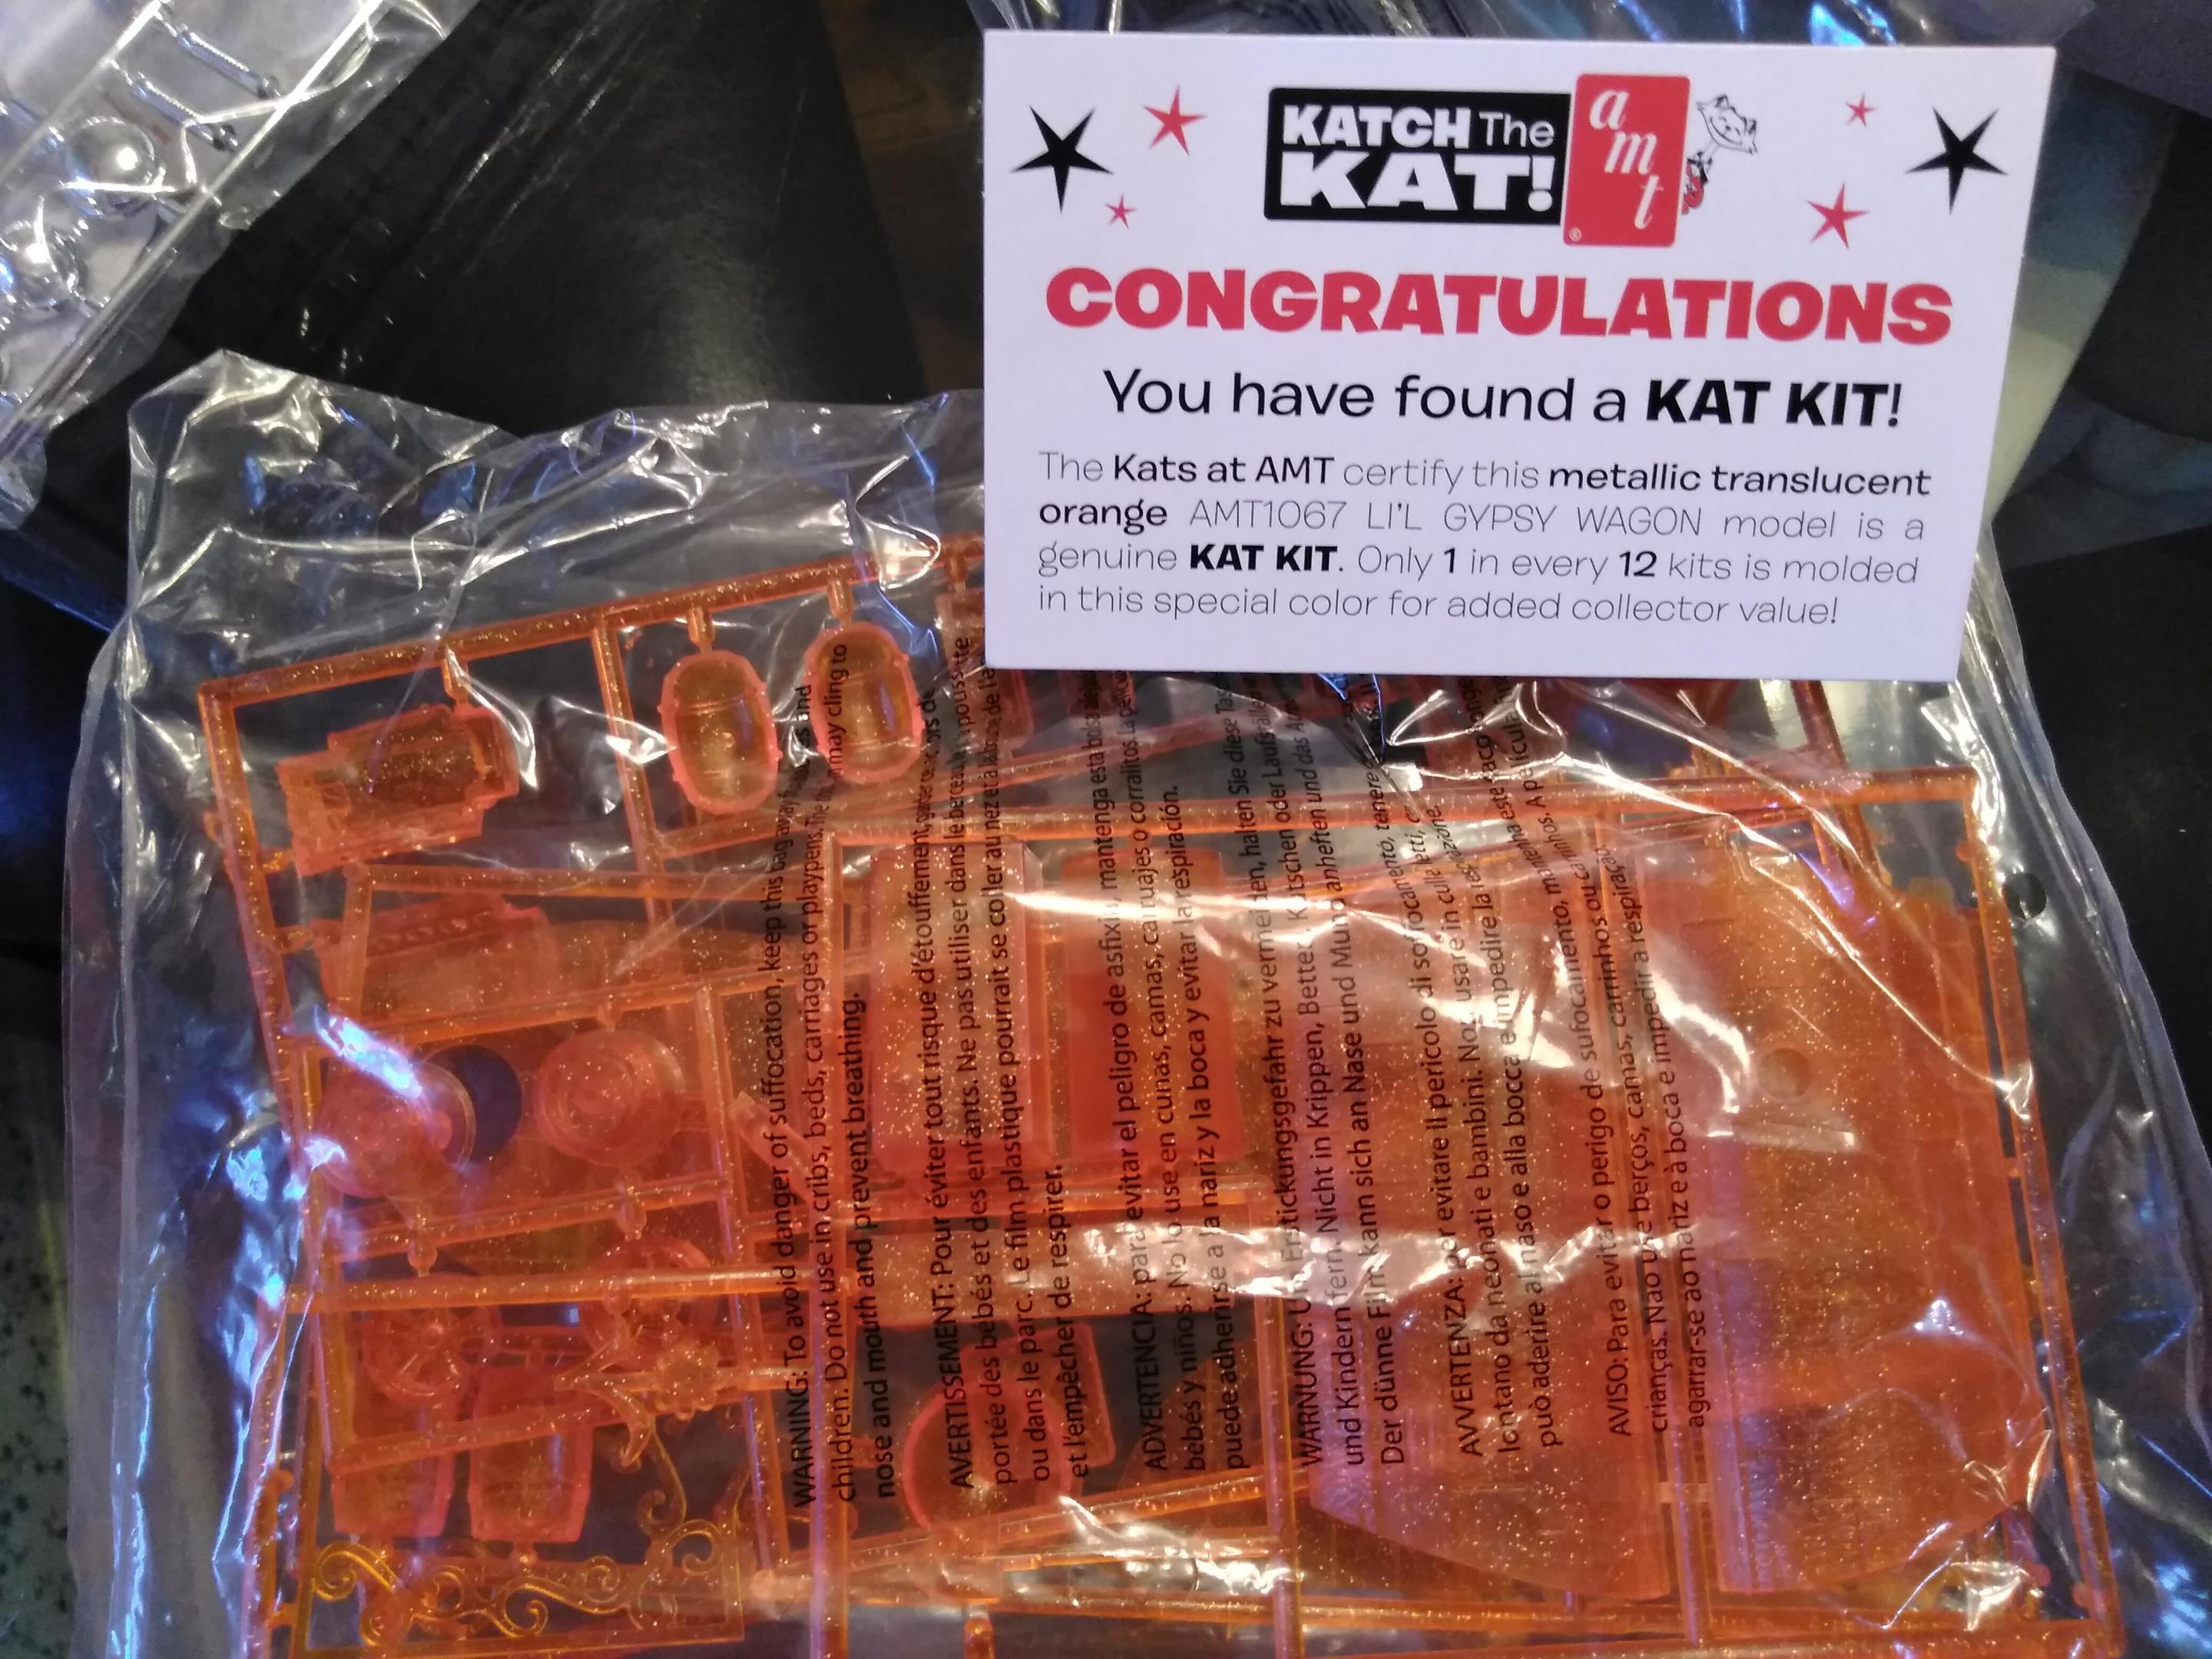 KATCH The
KAT!
amt
®
CONGRATULATIONS
You have found a KAT KIT!
The Kats at AMT certify this metallic translucent
orange AMT1067 LI'L GYPSY WAGON model is a
genuine KAT KIT. Only 1 in every 12 kits is molded
in this special color for added collector value!
WARNING: To avoid danger of suffocation, keep this bag away from and
children. Do not use in cribs, beds, carriages or playpens. The may cling to
nose and mouth and prevent breathing.
AVERTISSEMENT: Pour éviter tout risque d'étouffement, de
portée des bébés et des enfants. Ne pas utiliser dans le berceau, la poussette
ou dans le parc. Le film plastique pourrait se coller au nez et à la de
et l'empêcher de respirer.
ADVERTENCIA: para evitar el peligro de asfixia, mantenga esta bolsa
bebés y niños. No lo use en cunas, camas, carruajes o corralitos. La
puede adherirse a la nariz y la boca y evitar la respiración.
WARNUNG: Um Erstickungsgefahr zu vermeiden, halten Sie diese
und Kindern fern. Nicht in Krippen, Betten, Kutschen oder
Der dünne Film kann sich an Nase und Mund anheften und das
AVVERTENZA: per evitare il pericolo di soffocamento, tenere
lontano da neonati e bambini. Non usare in culle, letti,
può aderire al naso e alla bocca e impedire la respirazione.
AVISO: Para evitar o perigo de sufocamento, mantenha este saco longe
crianças. Não use berços, camas, carrinhos ou caminhos. A película
agarrar-se ao nariz e à boca e impedir a respiração.